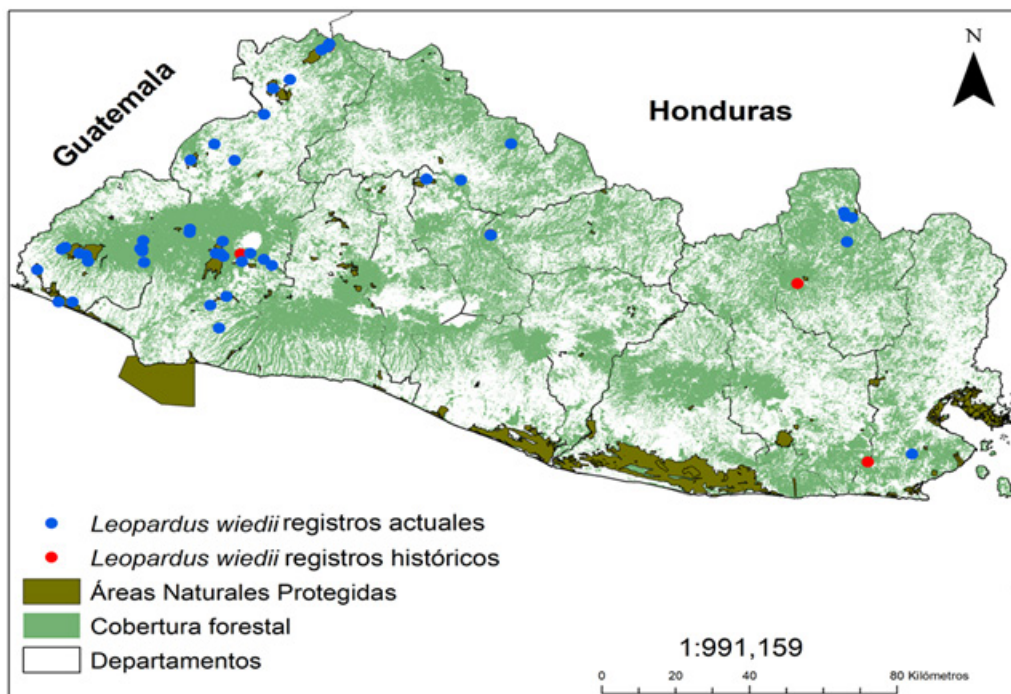 N
Guatemala
Honduras
Leopardus wiedii registros actuales
Leopardus wiedii registros históricos
Áreas Naturales Protegidas
Cobertura forestal
Departamentos
1:991,159
0 20 40 80 Kilómetros